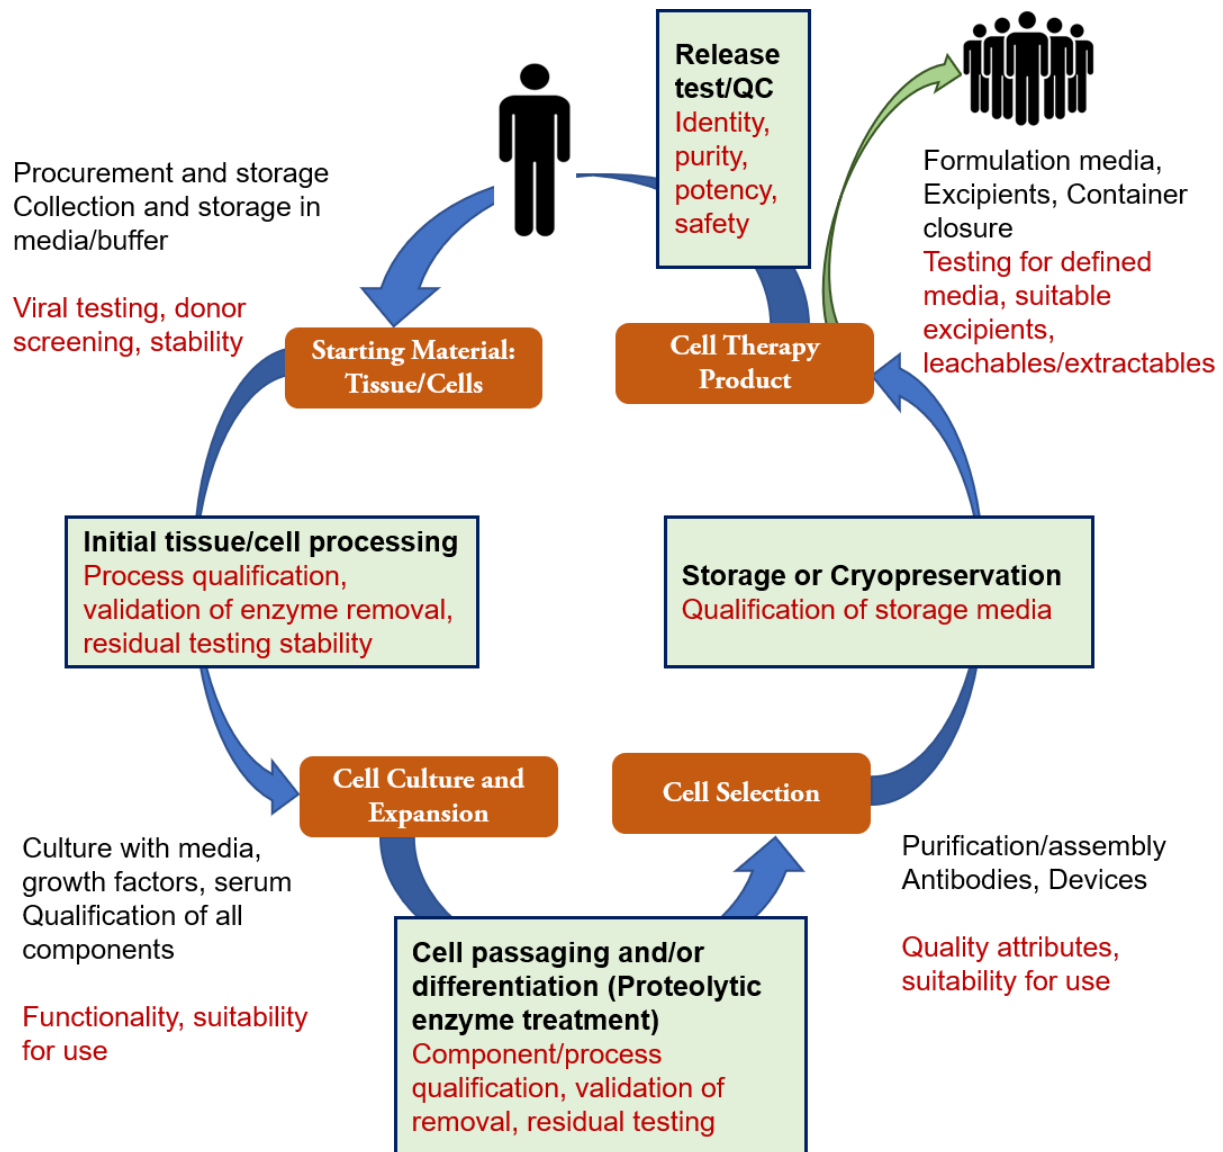 Release
test/QC
Identity,
purity,
potency,
safety
Procurement and storage
Collection and storage in
media/buffer
Viral testing, donor
screening, stability
Formulation media,
Excipients, Container
closure
Testing for defined
media, suitable
excipients,
leachables/extractables
Starting Material:
Tissue/Cells
Cell Therapy
Product
Initial tissue/cell processing
Process qualification,
validation of enzyme removal,
residual testing stability
Storage or Cryopreservation
Qualification of storage media
Cell Culture and
Expansion
Cell Selection
Culture with media,
growth factors, serum
Qualification of all
components
Functionality, suitability
for use
Purification/assembly
Antibodies, Devices
Quality attributes,
suitability for use
Cell passaging and/or
differentiation (Proteolytic
enzyme treatment)
Component/process
qualification, validation of
removal, residual testing